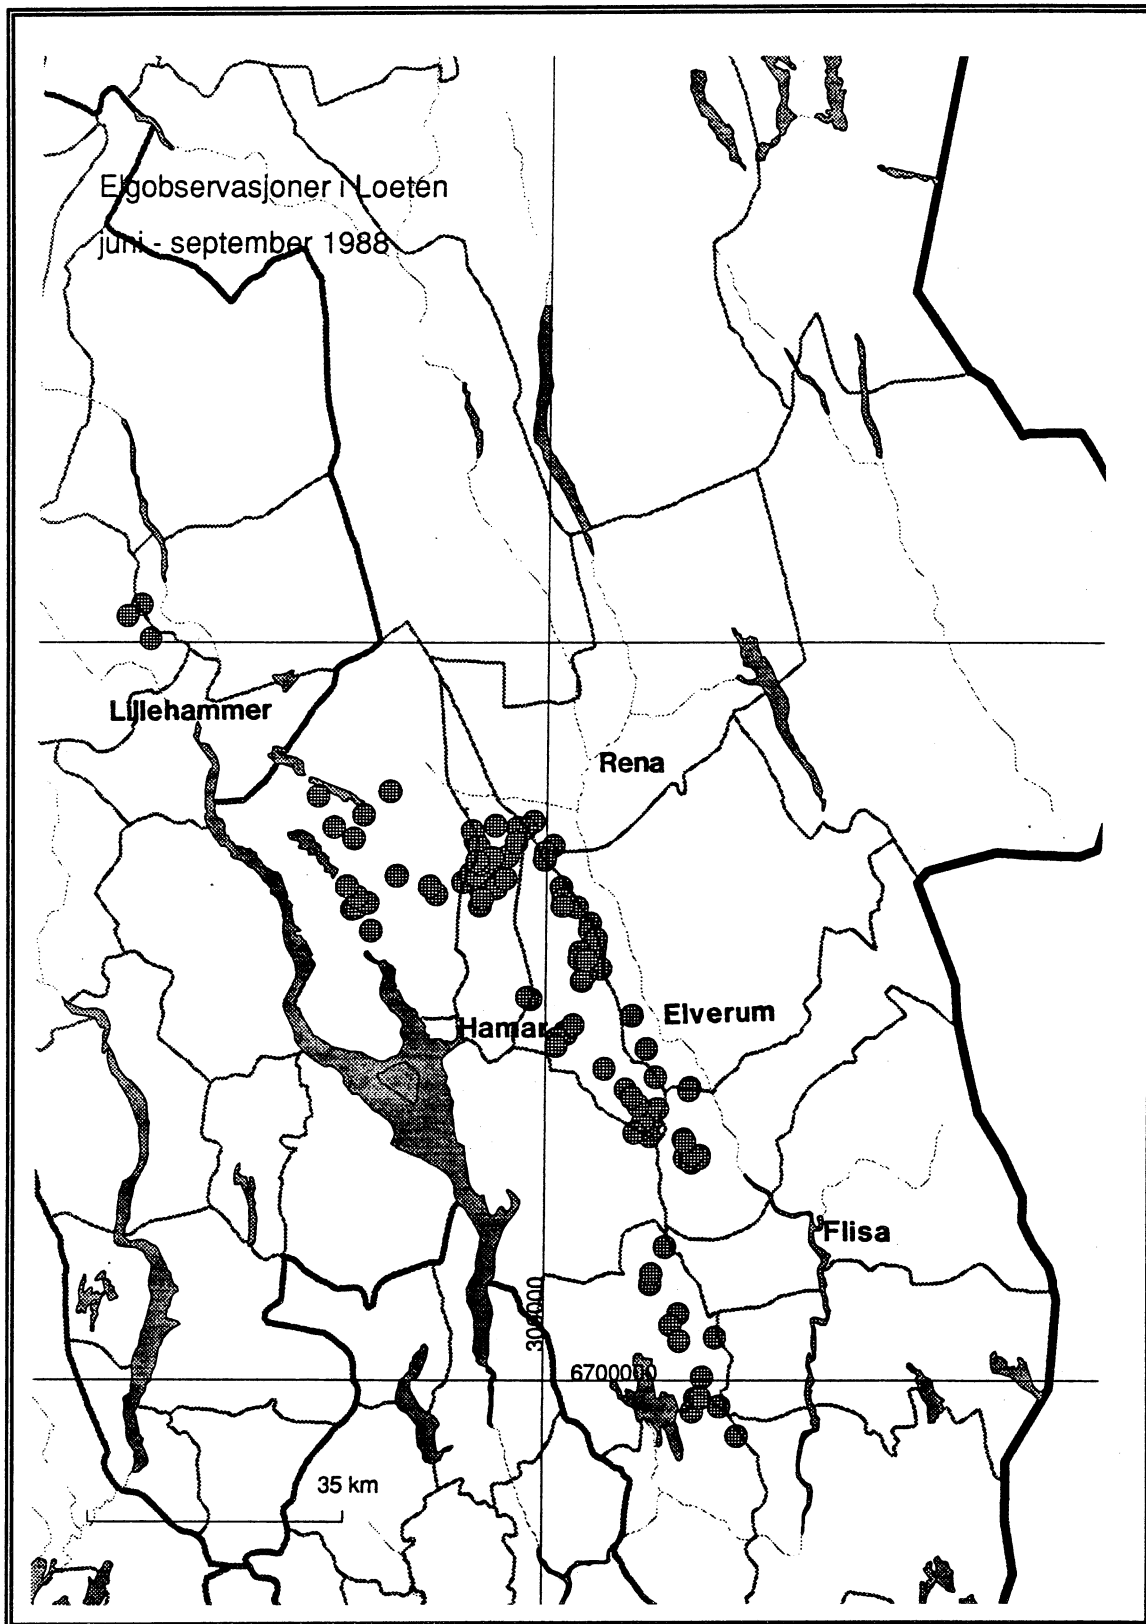 Elgobservasjoner i Loeten
juni - september 1988
Lillehammer
Rena
Hamar
Elverum
Flisa
300000
6700000
35 km